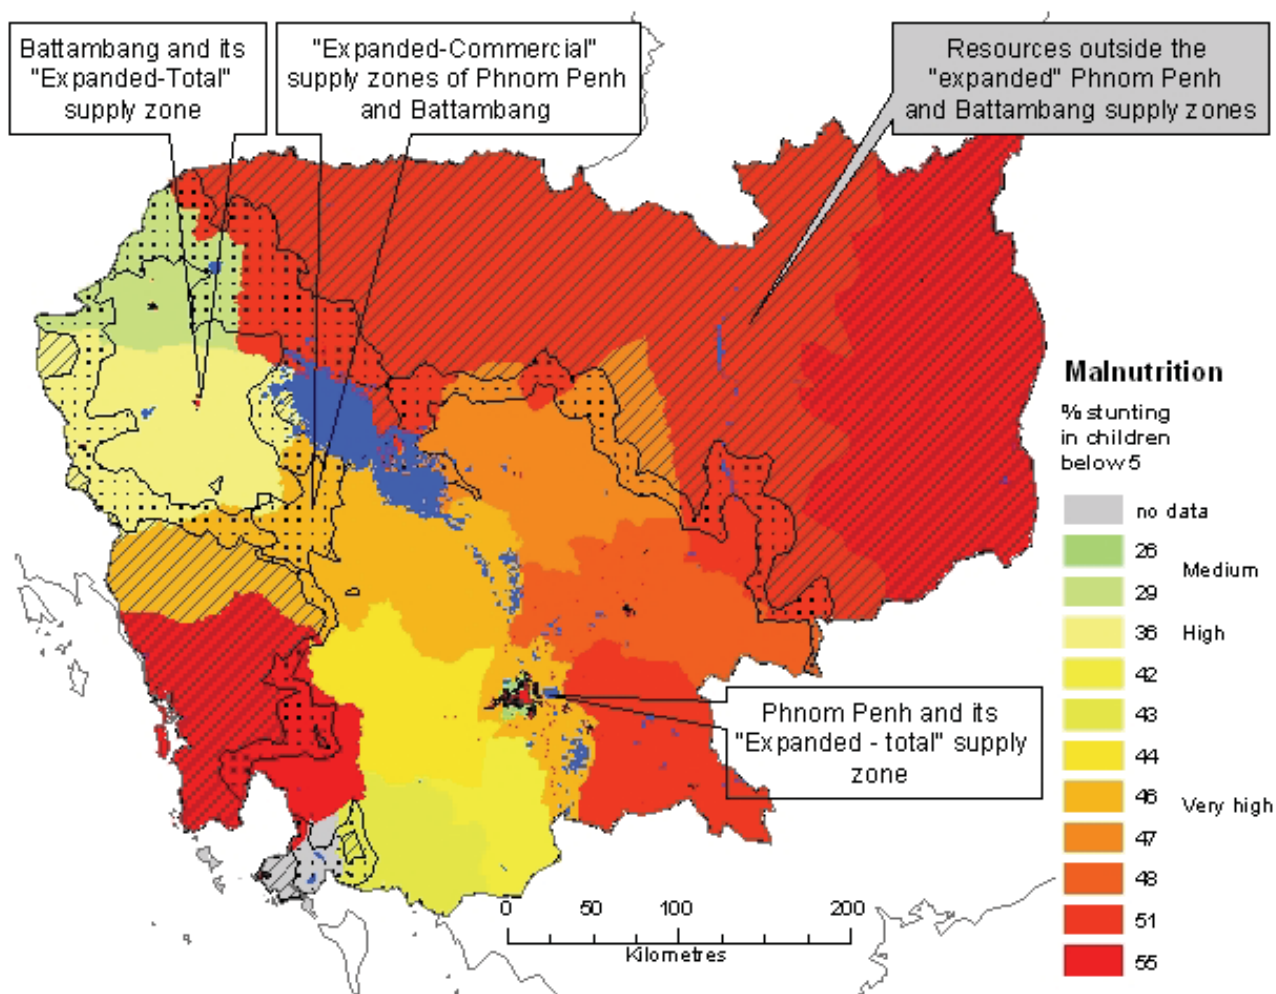 Battambang and its
"Expanded-Total"
supply zone
"Expanded-Commercial"
supply zones of Phnom Penh
and Battambang
Resources outside the
"expanded" Phnom Penh
and Battambang supply zones
Malnutrition
% stunting
in children
below 5
no data
26
Medium
29
36 High
42
43
44
46
Very high
47
48
51
55
Phnom Penh and its
"Expanded - total" supply
zone
0 50 100 200
Kilometres